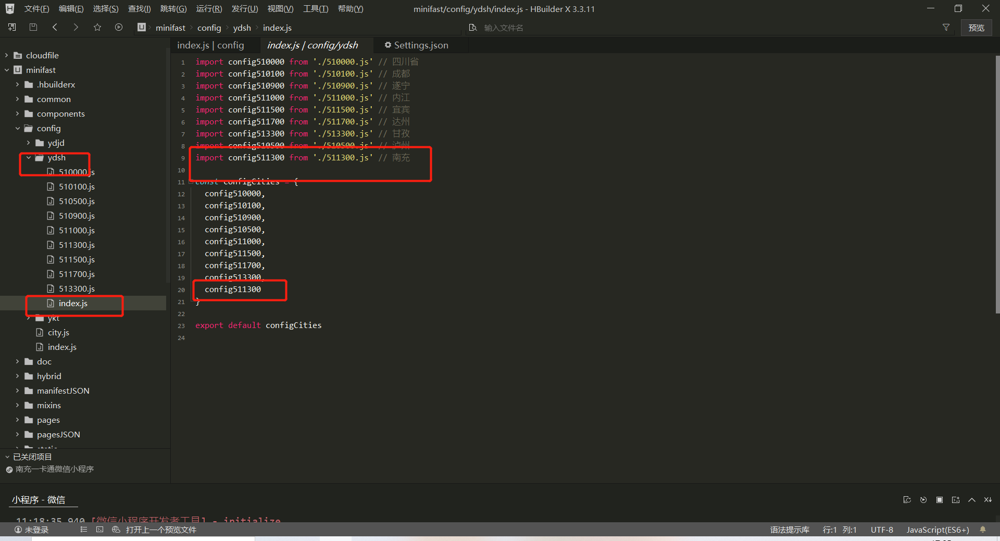 文件(F) 编辑(E) 选择(S) 查找(I) 跳转(G) 运行(R) 发行(U) 视图(V) 工具(T) 帮助(Y)
minifast/config/ydsh/index.js - HBuilder X 3.3.11
minifast config ydsh index.js
输入文件名
预览
cloudfile
minifast
.hbuilderx
common
components
config
ydjd
ydsh
510000.js
510100.js
510500.js
510900.js
511000.js
511300.js
511500.js
511700.js
513300.js
index.js
ykt
city.js
index.js
doc
hybrid
manifestJSON
mixins
pages
pagesJSON
static
已关闭项目
南充一卡通微信小程序
index.js | config
index.js | config/ydsh
Settings.json
1 import config510000 from './510000.js' // 四川省
2 import config510100 from './510100.js' // 成都
3 import config510900 from './510900.js' // 遂宁
4 import config511000 from './511000.js' // 内江
5 import config511500 from './511500.js' // 宜宾
6 import config511700 from './511700.js' // 达州
7 import config513300 from './513300.js' // 甘孜
8 import config510500 from './510500.js' // 泸州
9 import config511300 from './511300.js' // 南充
10
11 const configCities = {
12 config510000,
13 config510100,
14 config510900,
15 config510500,
16 config511000,
17 config511500,
18 config511700,
19 config513300,
20 config511300
21 }
22
23 export default configCities
24
小程序 - 微信
11:18:35.940 [微信小程序开发者工具] - initialize
未登录
打开上一个预览文件
语法提示库 行:1 列:1 UTF-8 JavaScript(ES6+)